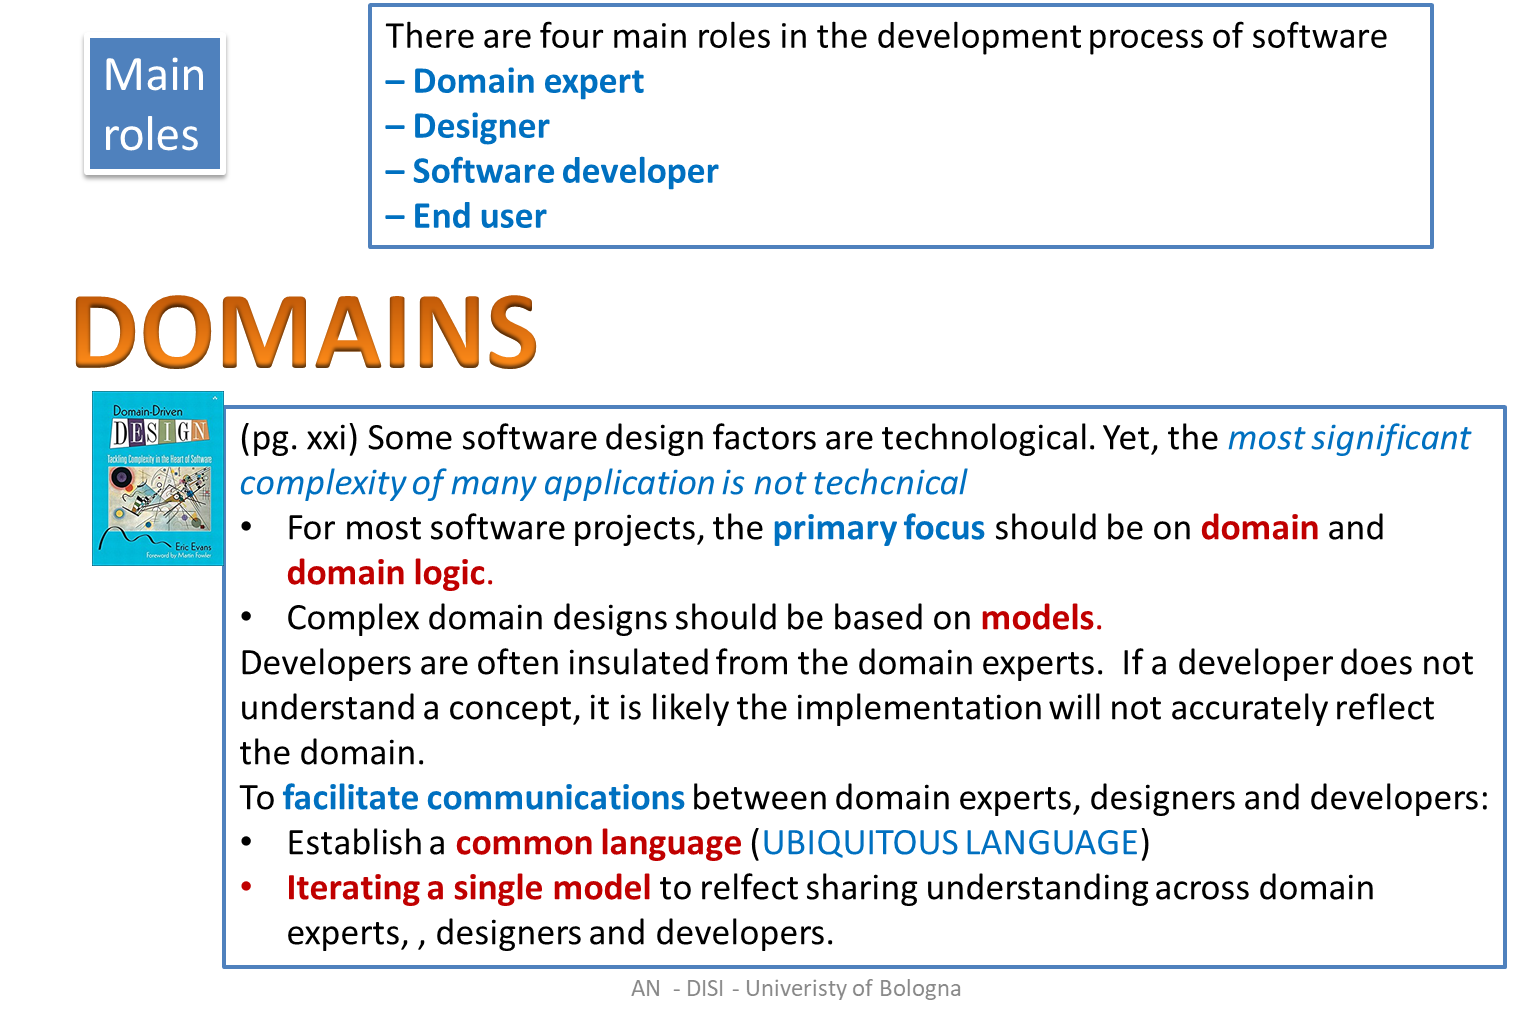 Main
roles
There are four main roles in the development process of software
– Domain expert
– Designer
– Software developer
– End user
DOMAINS
Domain-Driven
DESIGN
Tackling Complexity in the Heart of Software
Eric Evans
Foreword by Martin Fowler
(pg. xxi) Some software design factors are technological. Yet, the most significant
complexity of many application is not techcnical
• For most software projects, the primary focus should be on domain and
domain logic.
• Complex domain designs should be based on models.
Developers are often insulated from the domain experts.  If a developer does not
understand a concept, it is likely the implementation will not accurately reflect
the domain.
To facilitate communications between domain experts, designers and developers:
• Establish a common language (UBIQUITOUS LANGUAGE)
• Iterating a single model to relfect sharing understanding across domain
experts, , designers and developers.
AN  - DISI - Univeristy of Bologna